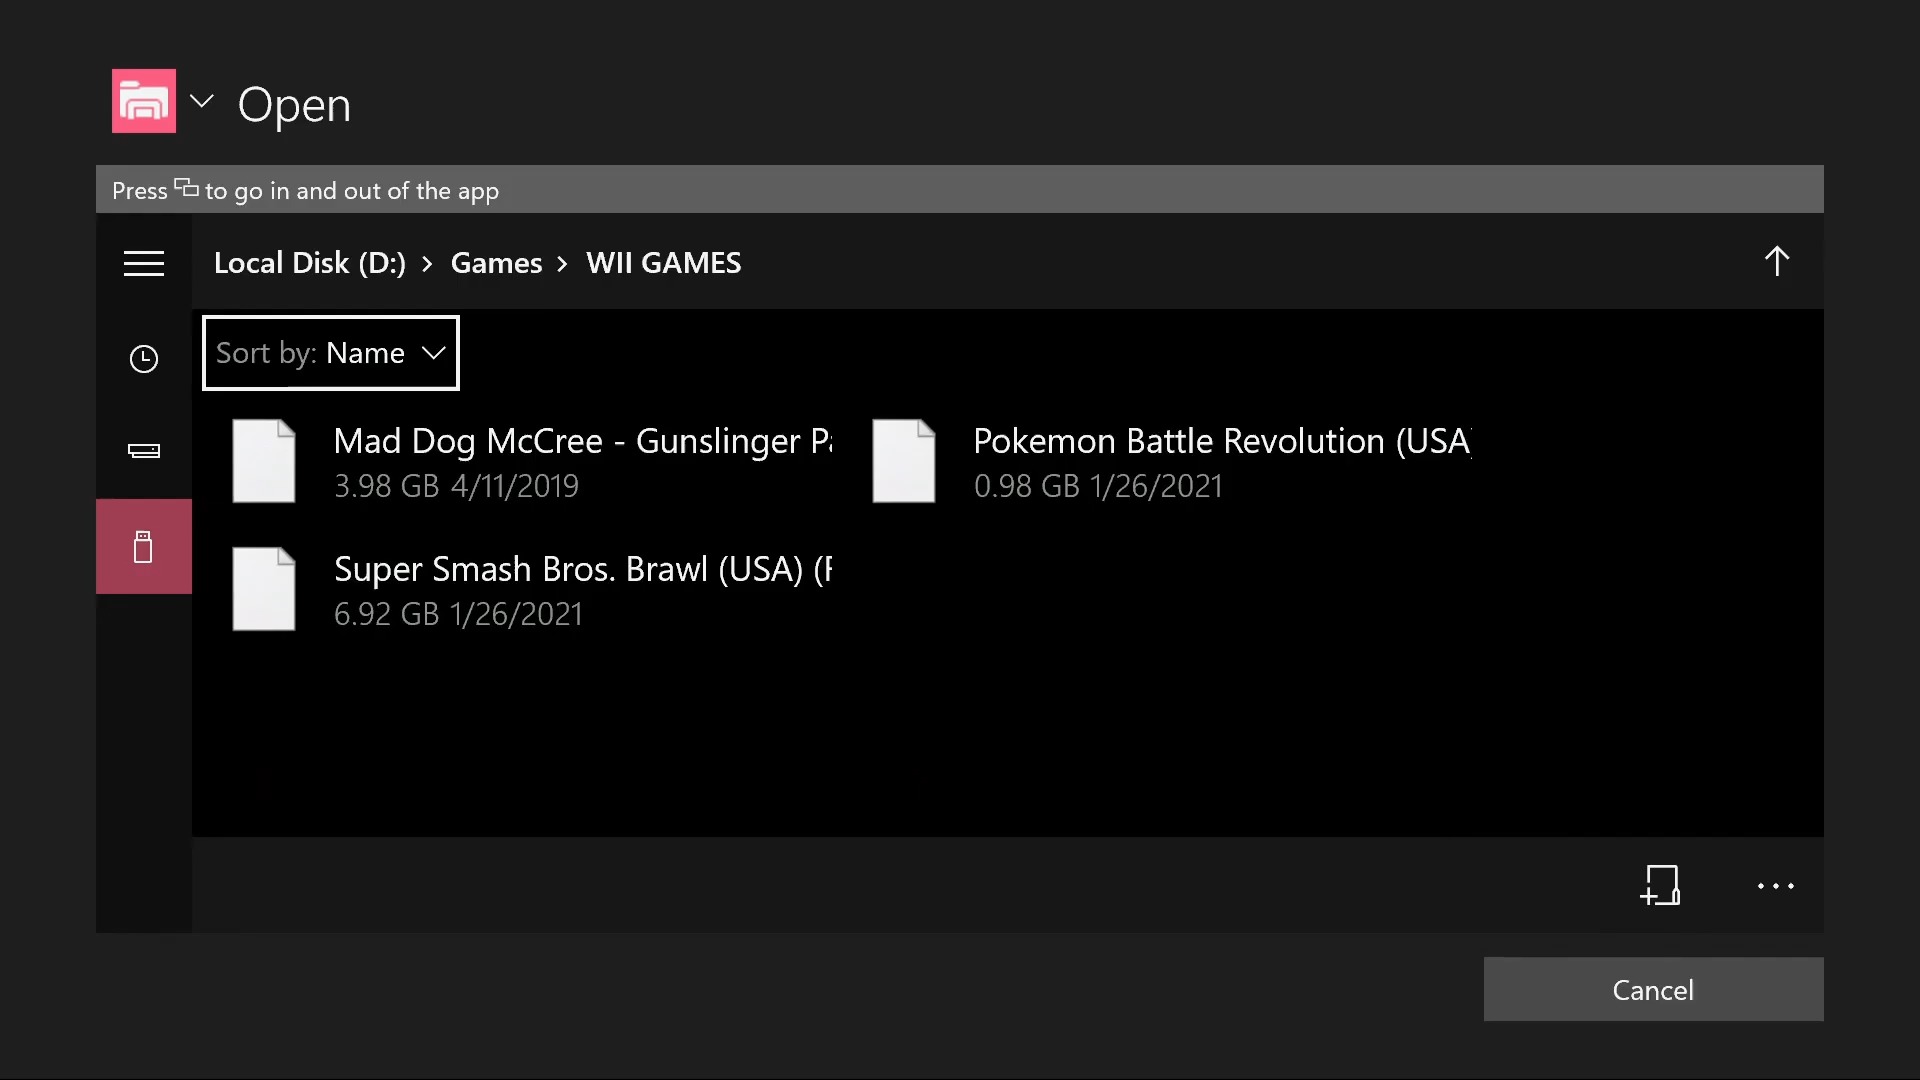 Open
Press to go in and out of the app
Local Disk (D:) > Games > WII GAMES
Sort by: Name
Mad Dog McCree - Gunslinger Pa
3.98 GB 4/11/2019
Pokemon Battle Revolution (USA)
0.98 GB 1/26/2021
Super Smash Bros. Brawl (USA) (
6.92 GB 1/26/2021
Cancel